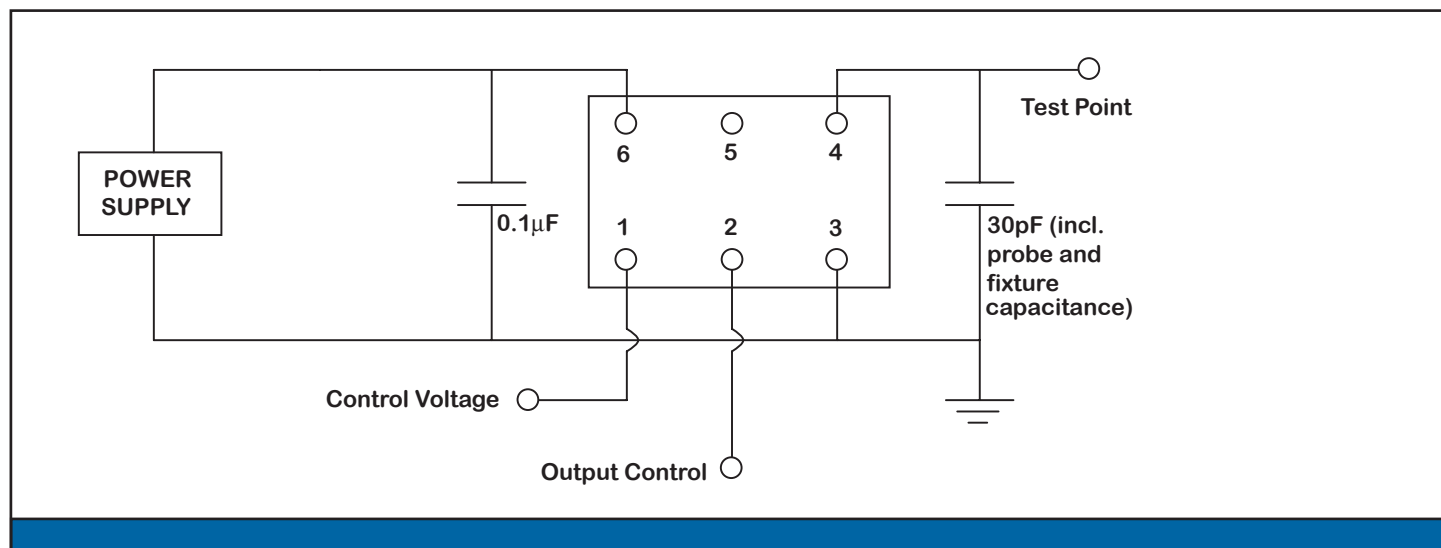 Test Point
6 5 4
POWER
SUPPLY
0.1μF
1 2 3
30pF (incl.
probe and
fixture
capacitance)
Control Voltage
Output Control